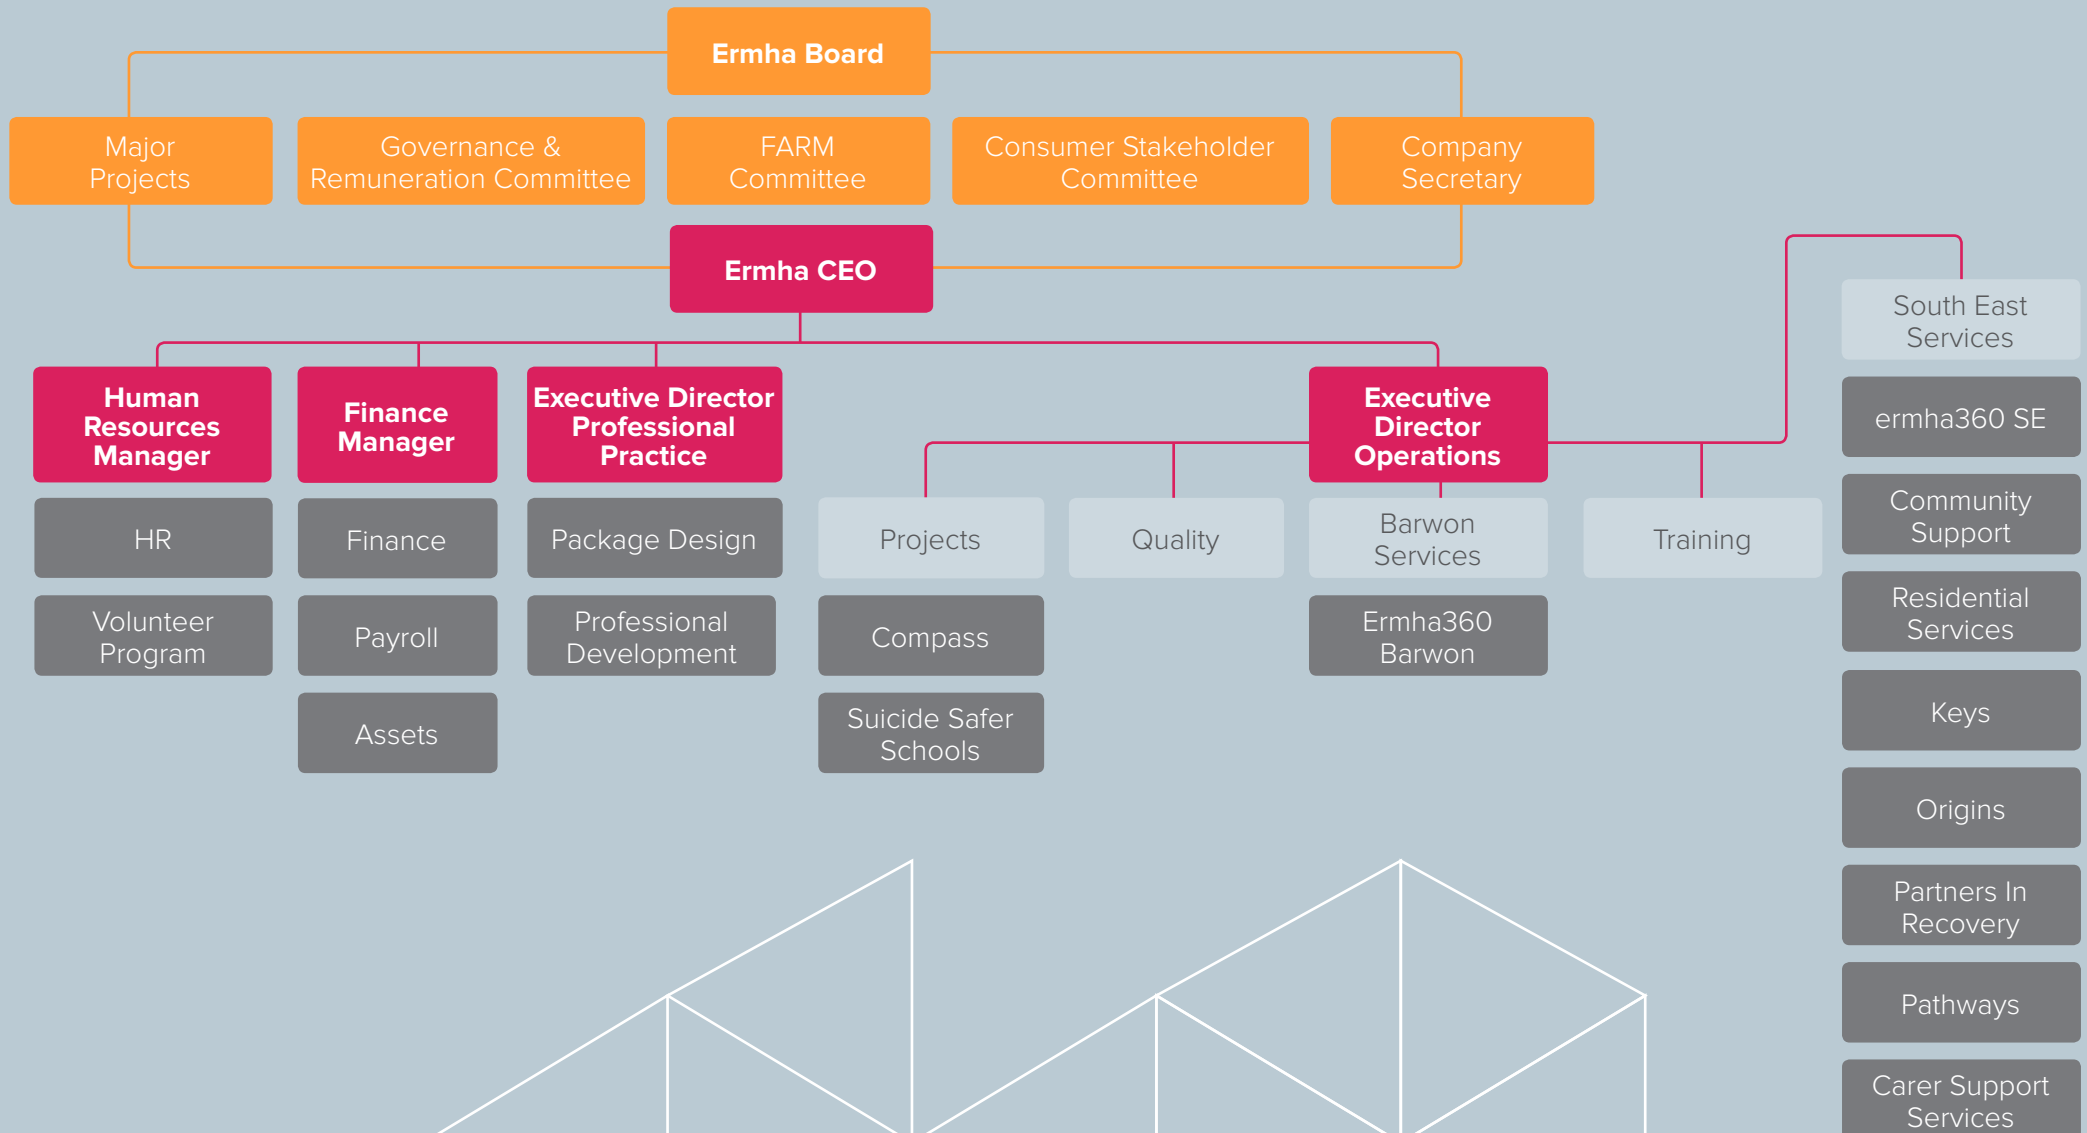 Ermha Board
Major
Projects
Governance &
Remuneration Committee
FARM
Committee
Consumer Stakeholder
Committee
Company
Secretary
Ermha CEO
Human
Resources
Manager
Finance
Manager
Executive Director
Professional
Practice
Executive
Director
Operations
HR
Volunteer
Program
Finance
Payroll
Assets
Package Design
Professional
Development
Projects
Compass
Suicide Safer
Schools
Quality
Barwon
Services
Ermha360
Barwon
Training
South East
Services
ermha360 SE
Community
Support
Residential
Services
Keys
Origins
Partners In
Recovery
Pathways
Carer Support
Services